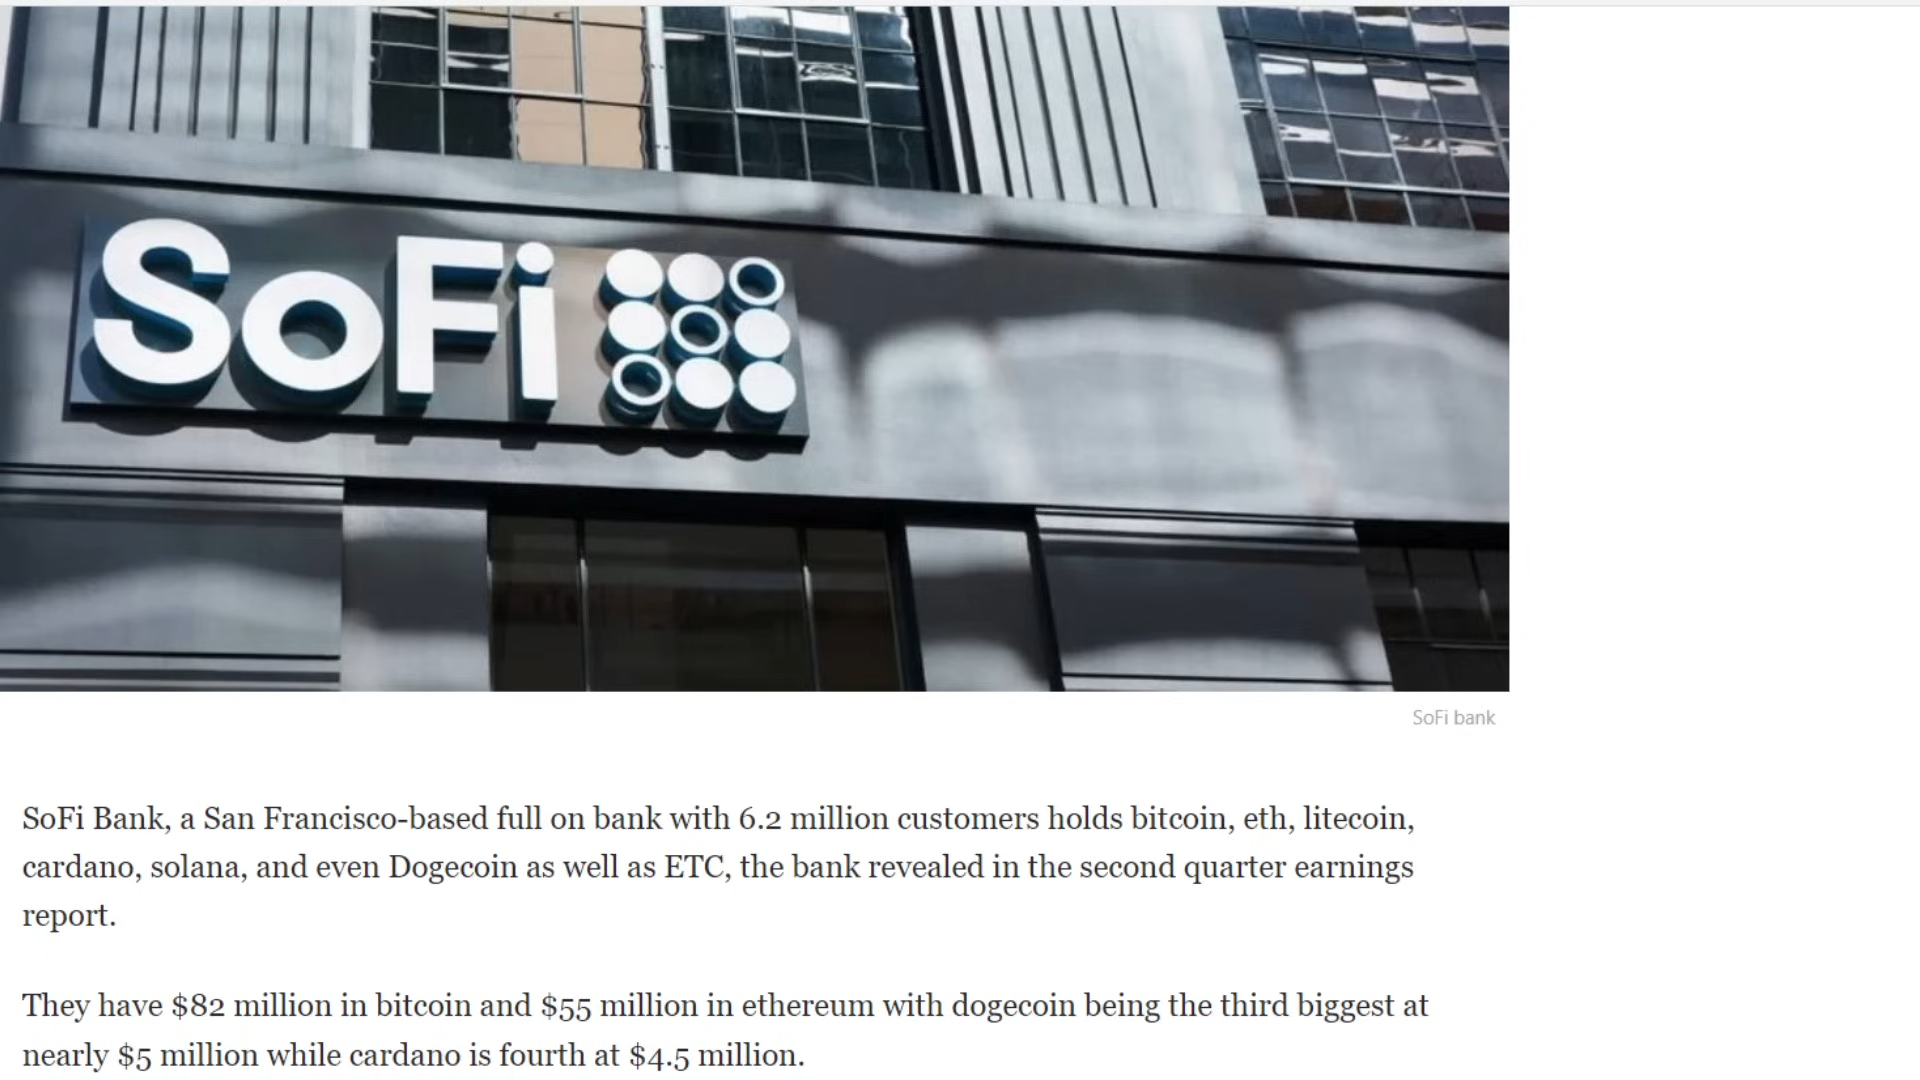 SoFi
SoFi bank
SoFi Bank, a San Francisco-based full on bank with 6.2 million customers holds bitcoin, eth, litecoin,
cardano, solana, and even Dogecoin as well as ETC, the bank revealed in the second quarter earnings
report.
They have $82 million in bitcoin and $55 million in ethereum with dogecoin being the third biggest at
nearly $5 million while cardano is fourth at $4.5 million.